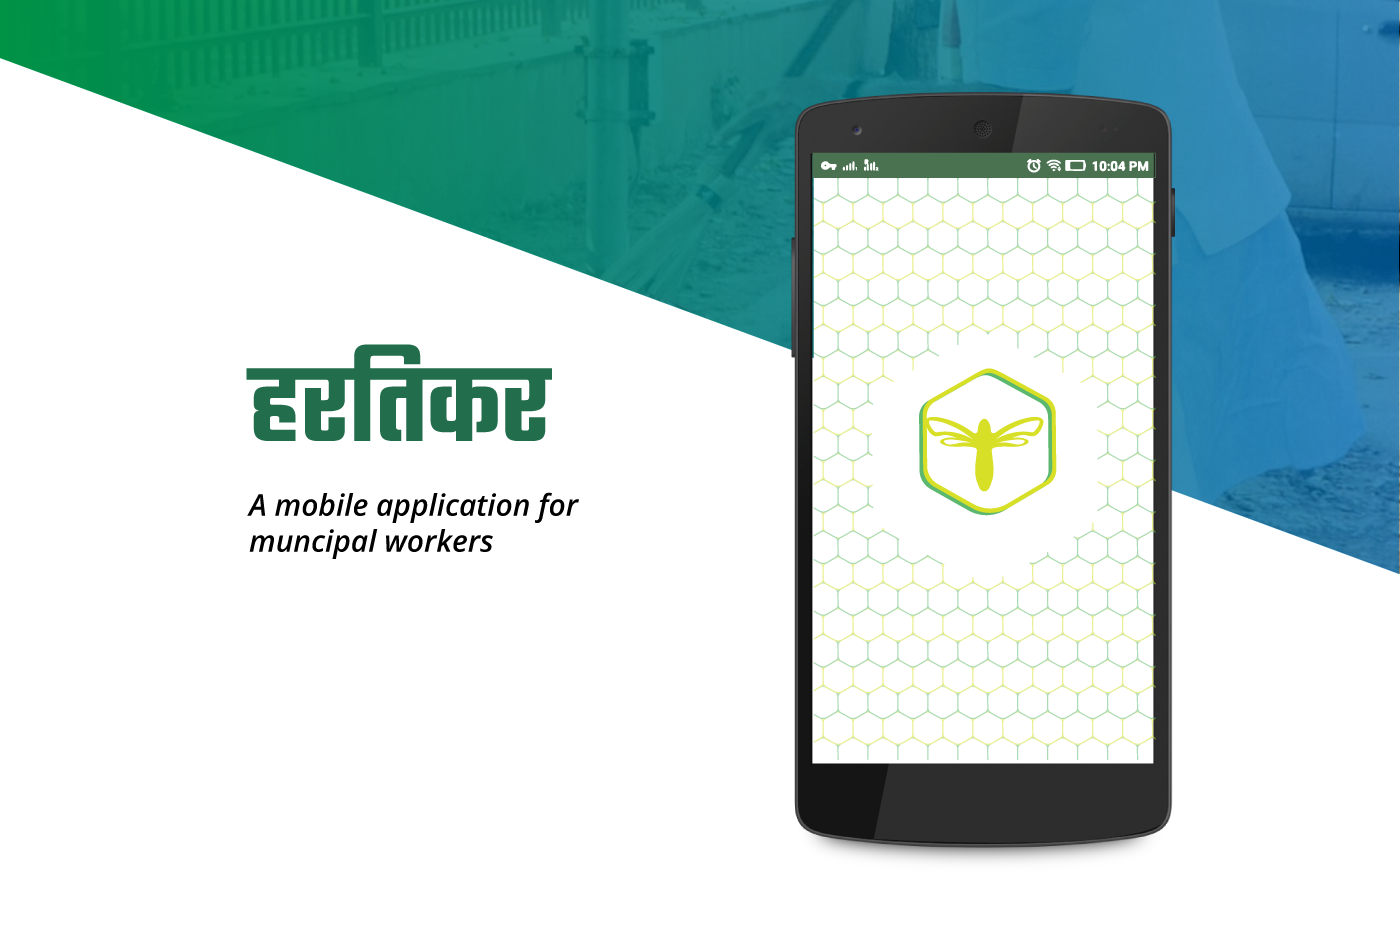 हरतिकर
A mobile application for
muncipal workers
10:04 PM